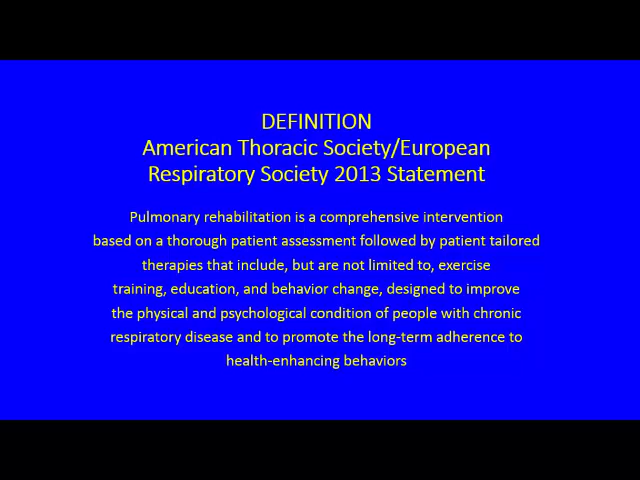 DEFINITION
American Thoracic Society/European
Respiratory Society 2013 Statement
Pulmonary rehabilitation is a comprehensive intervention
based on a thorough patient assessment followed by patient tailored
therapies that include, but are not limited to, exercise
training, education, and behavior change, designed to improve
the physical and psychological condition of people with chronic
respiratory disease and to promote the long-term adherence to
health-enhancing behaviors